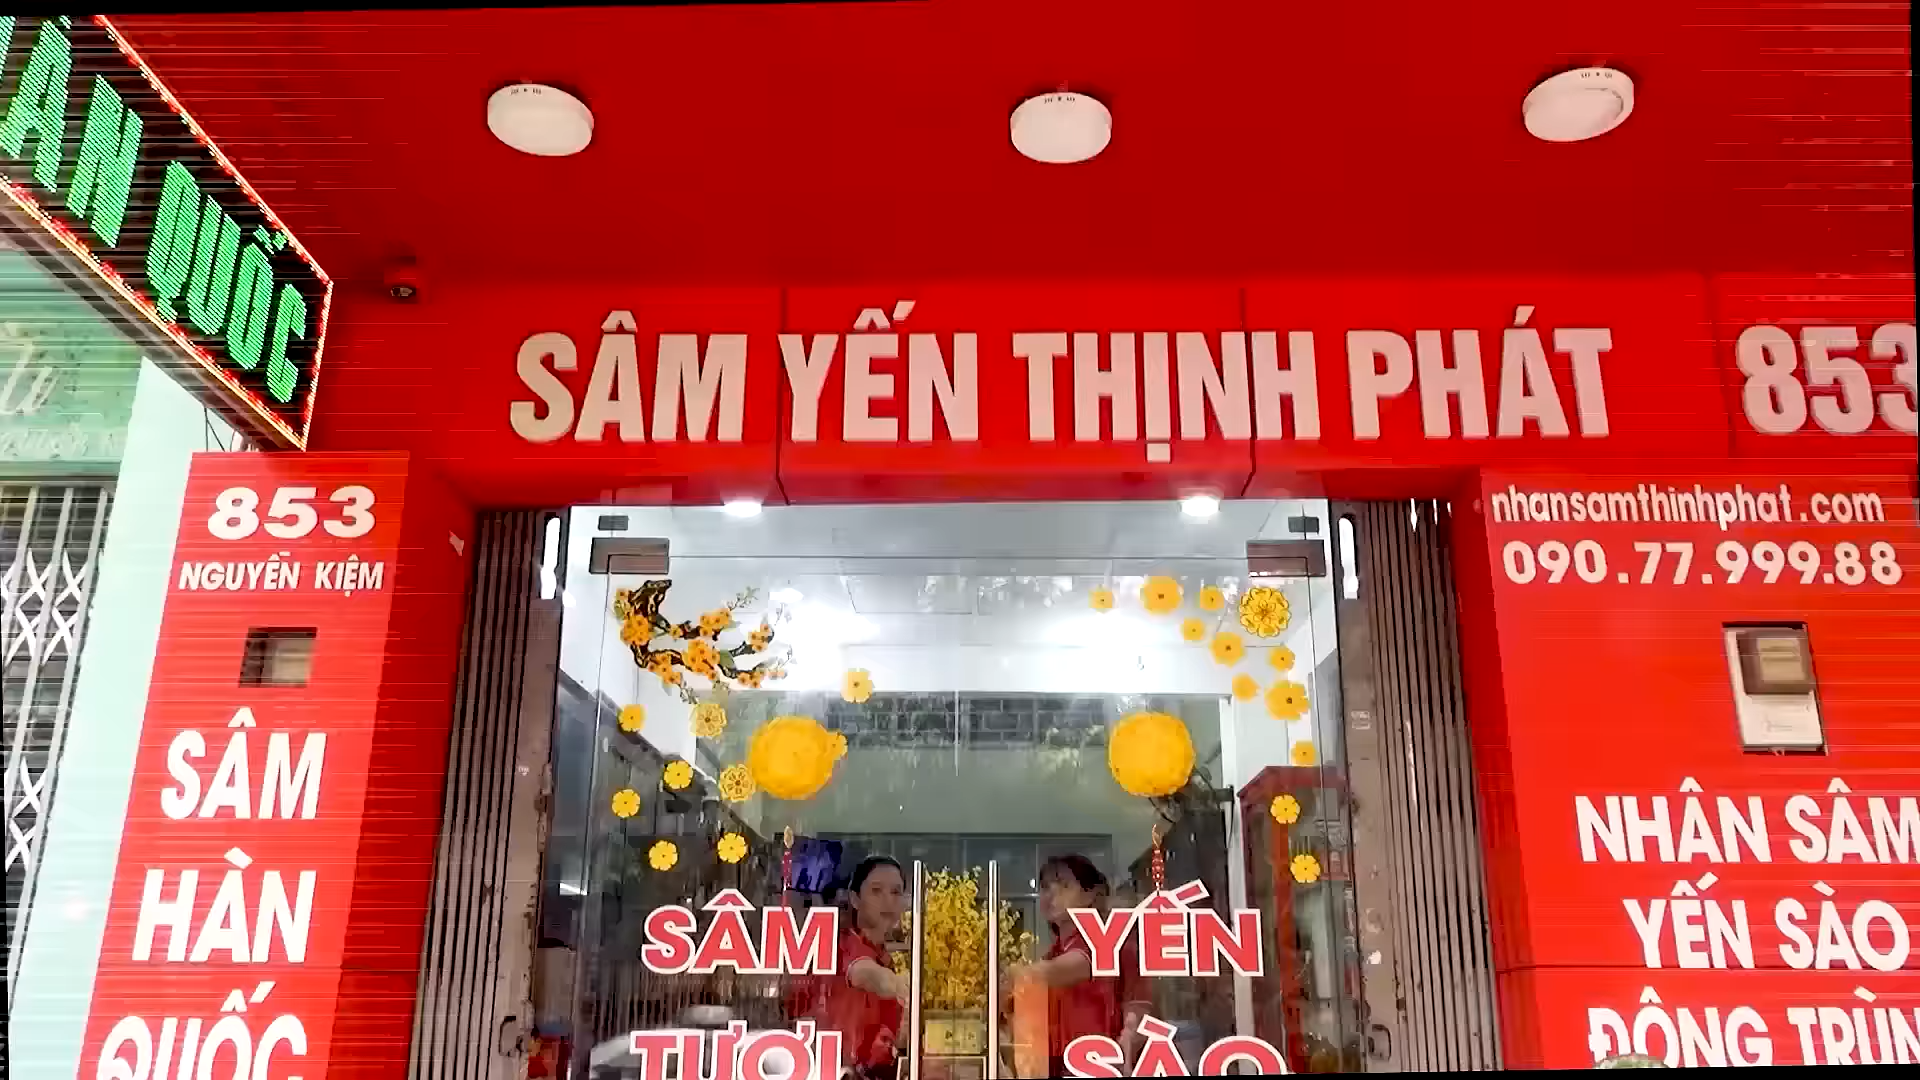 QUỐC
SÂM YẾN THỊNH PHÁT 853
853
NGUYỄN KIỆM
SÂM
HÀN
QUỐC
SÂM
TƯƠI
YẾN
SÀO
nhansamthinhphat.com
090.77.999.88
NHÂN SÂM
YẾN SÀO
ĐÔNG TRÙN